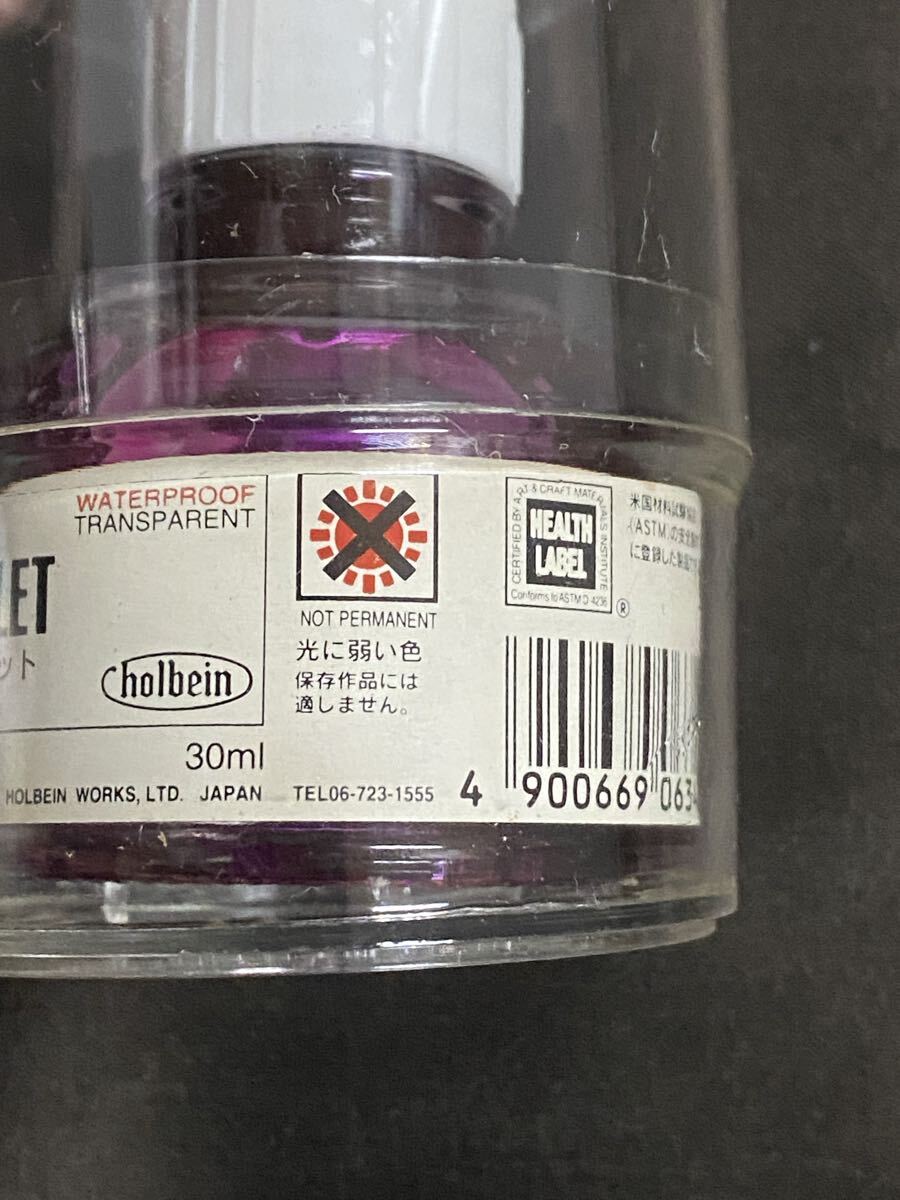 WATERPROOF
TRANSPARENT
LET
ット
holbein
30ml
HOLBEIN WORKS, LTD. JAPAN
NOT PERMANENT
光に弱い色
保存作品には
適しません。
TEL06-723-1555
CERTIFIED BY ART & CRAFT MATERIALS INSTITUTE
HEALTH
LABEL
Conforms to ASTM D-4236
®
米国材料試験
(ASTM)の安全
に登録した製
4 900669 063